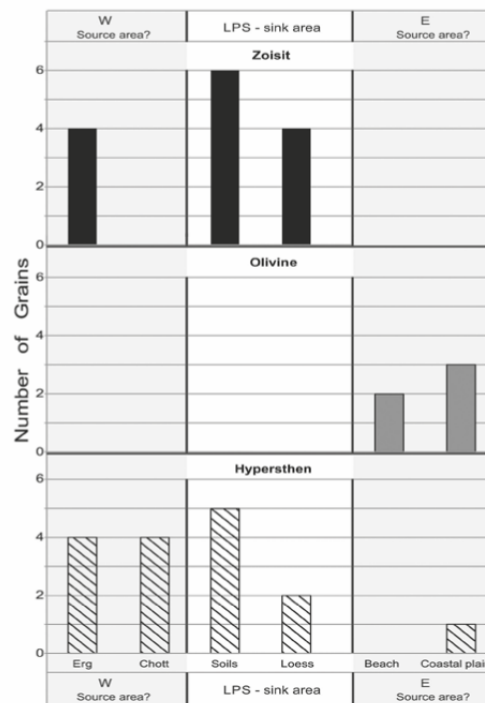 W
Source area?
LPS - sink area
E
Source area?
Zoisit
6
4
2
0
Olivine
6
4
2
0
Hypersthen
6
4
2
0
Number of Grains
Erg
Chott
Soils
Loess
Beach
Coastal plain
W
Source area?
LPS - sink area
E
Source area?